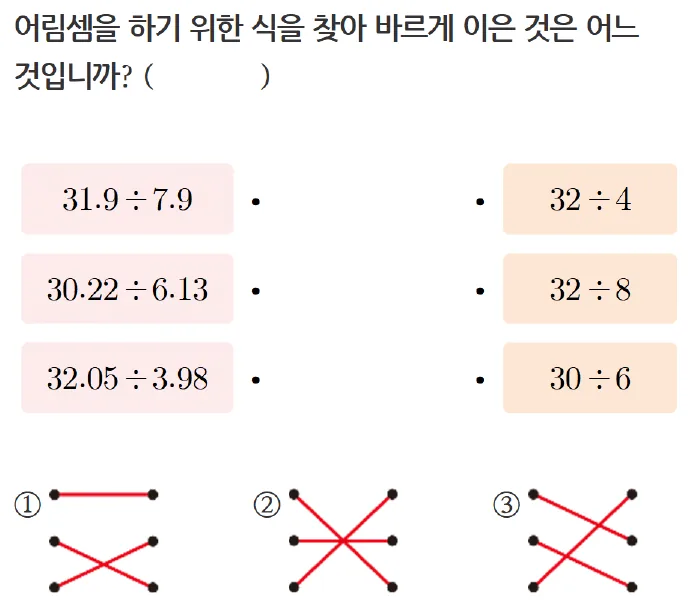 어림셈을 하기 위한 식을 찾아 바르게 이은 것은 어느
것입니까? (          )
31.9÷7.9 • • 32÷4
30.22÷6.13 • • 32÷8
32.05÷3.98 • • 30÷6
① ② ③